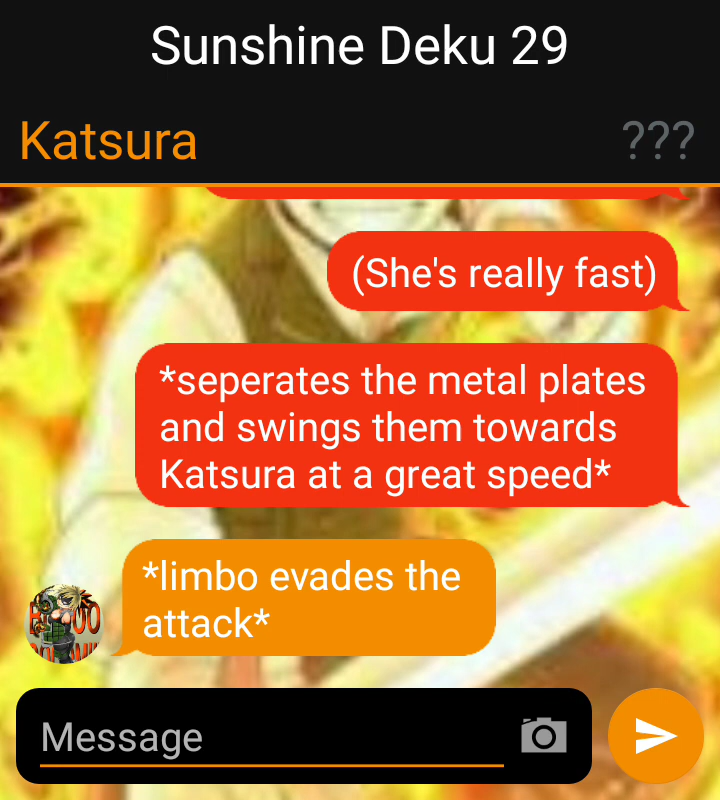 Sunshine Deku 29
Katsura
???
(She's really fast)
*seperates the metal plates
and swings them towards
Katsura at a great speed*
*limbo evades the
attack*
Message